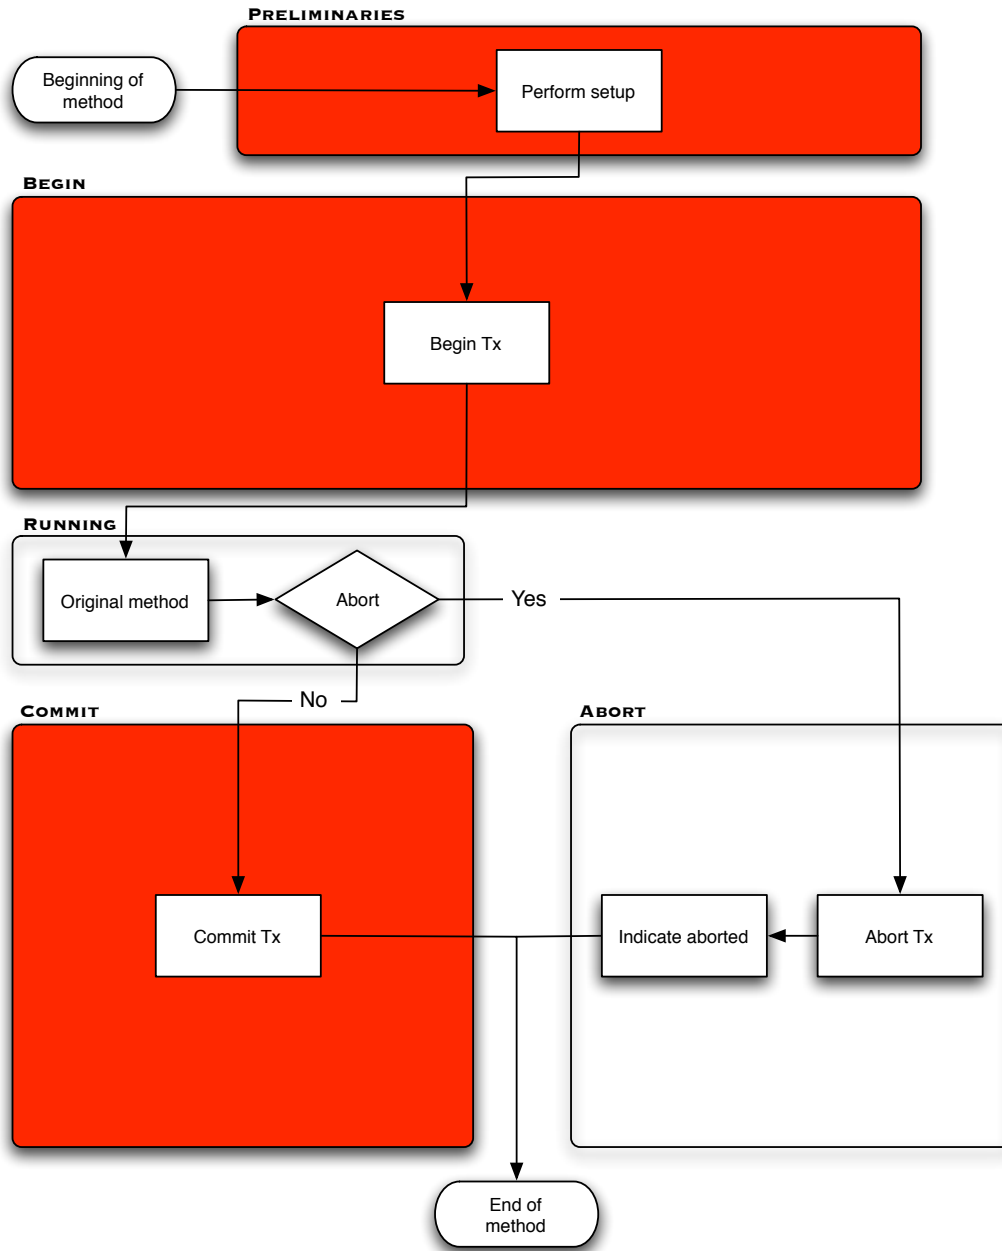 PRELIMINARIES
Beginning of
method
Perform setup
BEGIN
Begin Tx
RUNNING
Original method
Abort
Yes
No
COMMIT
ABORT
Commit Tx
Indicate aborted
Abort Tx
End of
method